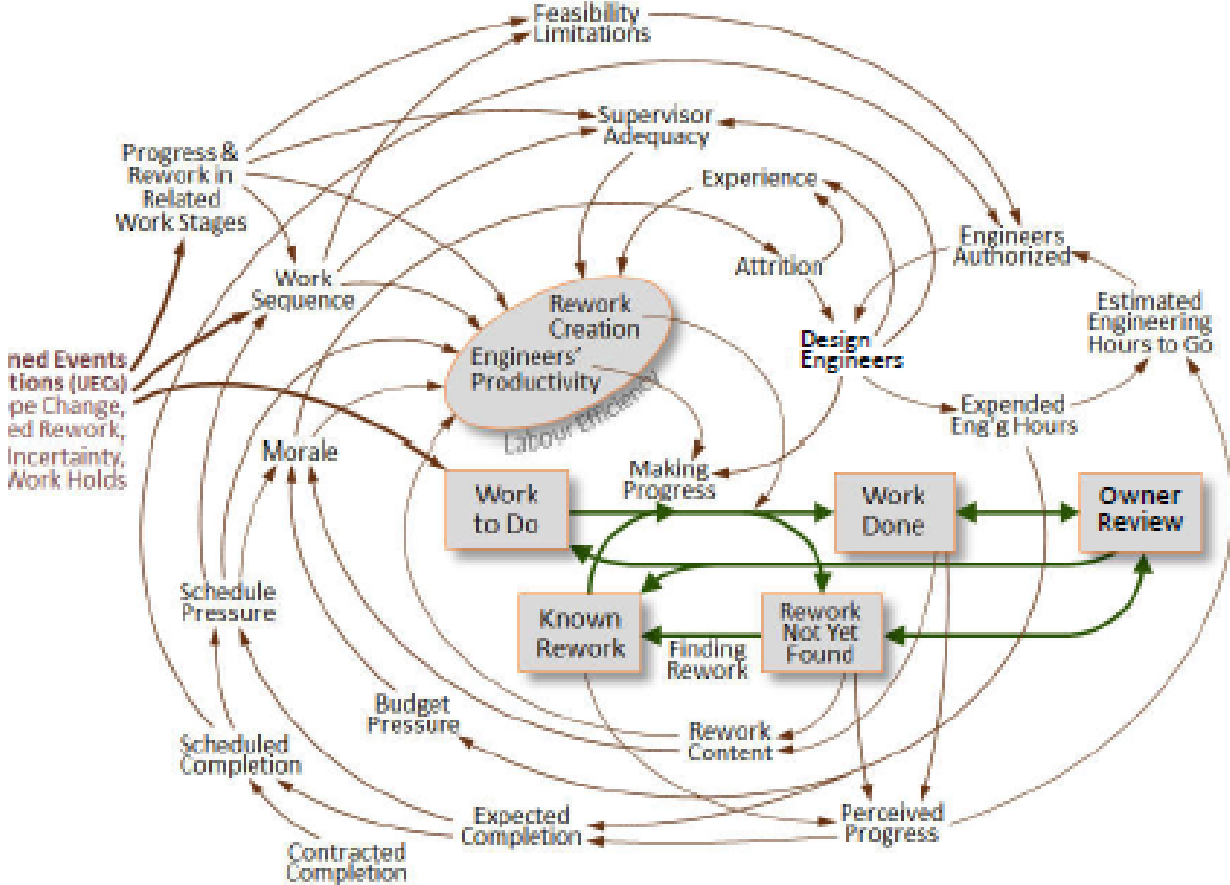 Feasibility
Limitations
Supervisor
Adequacy
Progress &
Rework in
Related
Work Stages
Experience
Engineers
Authorized
Attrition
Work
Sequence
Estimated
Engineering
Hours to Go
Rework
Creation
Engineers'
Productivity
Labour Efficiency
Design
Engineers
ned Events
tions (UECs)
pe Change,
ed Rework,
Incertainty,
Work Holds
Expended
Eng'g Hours
Morale
Making
Progress
Work
to Do
Work
Done
Owner
Review
Schedule
Pressure
Known
Rework
Finding
Rework
Rework
Not Yet
Found
Budget
Pressure
Rework
Content
Scheduled
Completion
Expected
Completion
Perceived
Progress
Contracted
Completion